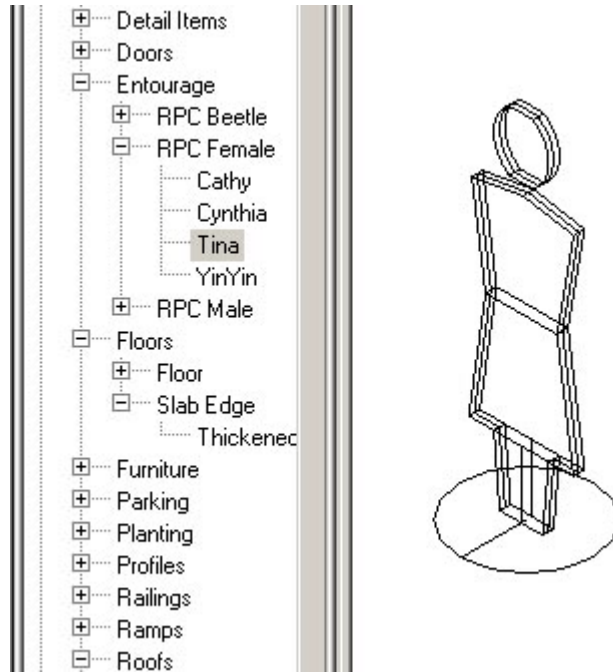 Detail Items
Doors
Entourage
RPC Beetle
RPC Female
Cathy
Cynthia
Tina
YinYin
RPC Male
Floors
Floor
Slab Edge
Thickened
Furniture
Parking
Planting
Profiles
Railings
Ramps
Roofs